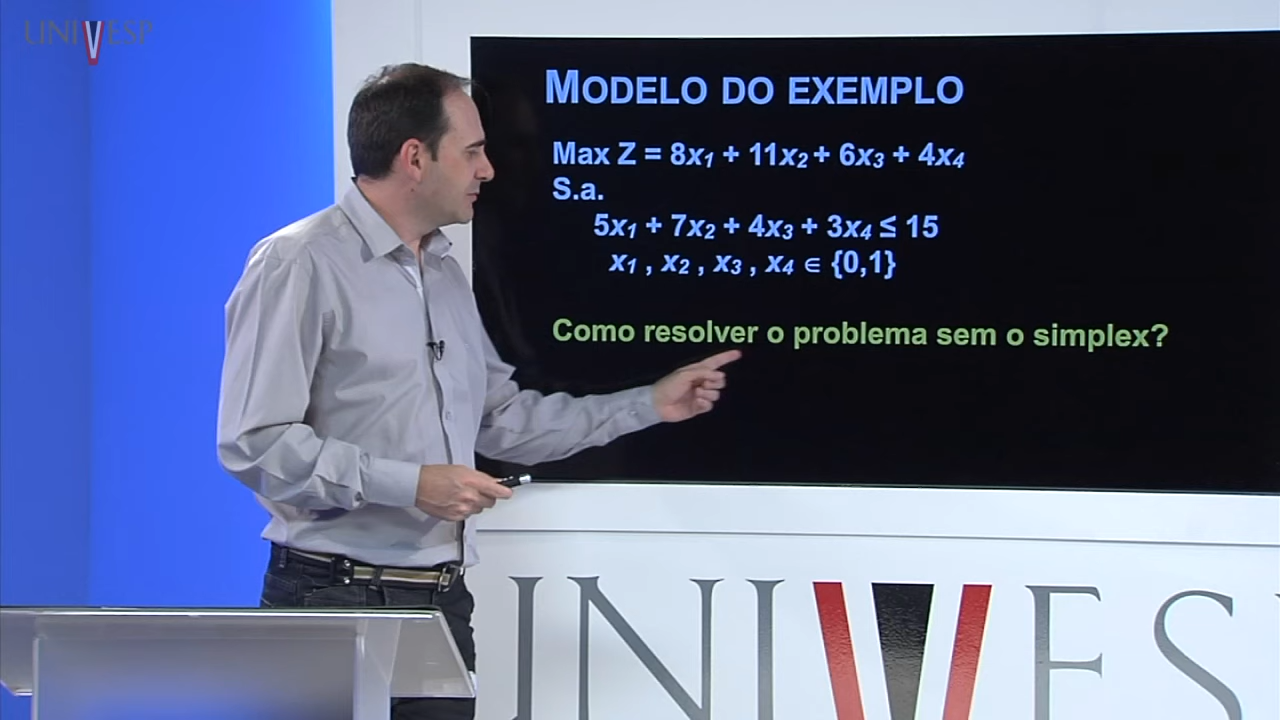 UNIVESP
MODELO DO EXEMPLO
Max Z = 8x₁ + 11x₂ + 6x₃ + 4x₄
S.a.
5x₁ + 7x₂ + 4x₃ + 3x₄ ≤ 15
x₁ , x₂ , x₃ , x₄ ∈ {0,1}
Como resolver o problema sem o simplex?
UNIVES